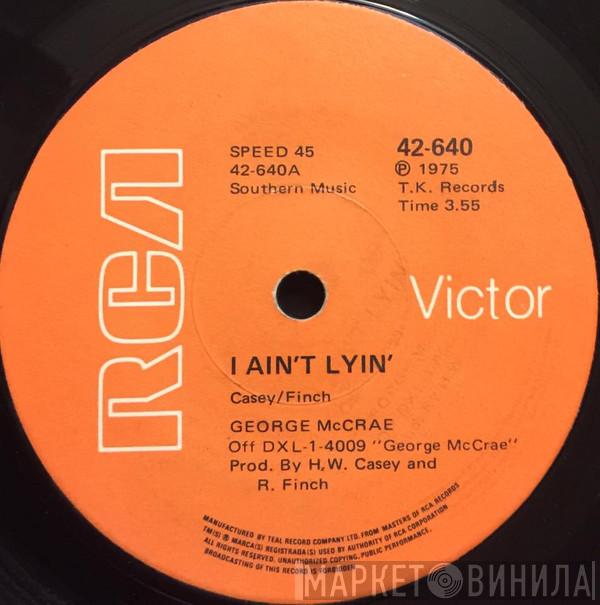 RCA
SPEED 45
42-640A
Southern Music
42-640
℗ 1975
T.K. Records
Time 3.55
Victor
I AIN'T LYIN'
Casey/Finch
GEORGE McCRAE
Off DXL-1-4009 "George McCrae"
Prod. By H.W. Casey and
R. Finch
MANUFACTURED BY TEAL RECORD COMPANY LTD. FROM MASTERS OF RCA RECORDS
TM(S) ® MARCA(S) REGISTRADA(S) USED BY AUTHORITY OF RCA CORPORATION
ALL RIGHTS RESERVED. UNAUTHORIZED COPYING, PUBLIC PERFORMANCE,
BROADCASTING OF THIS RECORD IS FORBIDDEN
МАРКЕТ ВИНИЛА